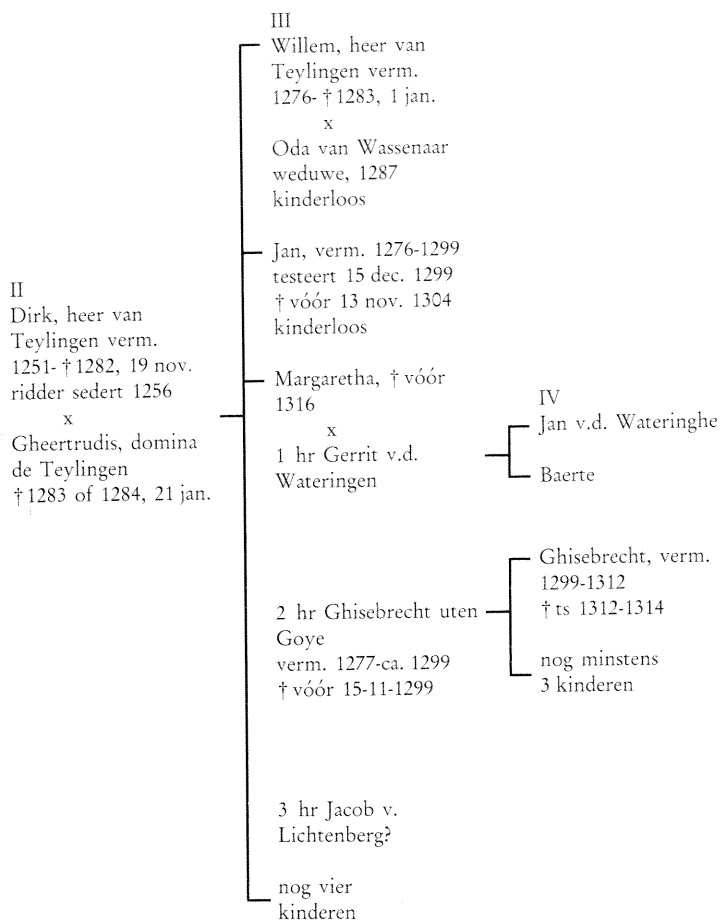 II
Dirk, heer van
Teylingen verm.
1251- † 1282, 19 nov.
ridder sedert 1256
x
Gheertrudis, domina
de Teylingen
† 1283 of 1284, 21 jan.
III
Willem, heer van
Teylingen verm.
1276- † 1283, 1 jan.
x
Oda van Wassenaar
weduwe, 1287
kinderloos
Jan, verm. 1276-1299
testeert 15 dec. 1299
† vóór 13 nov. 1304
kinderloos
Margaretha, † vóór
1316
x
1 hr Gerrit v.d.
Wateringen
2 hr Ghisebrecht uten
Goye
verm. 1277-ca. 1299
† vóór 15-11-1299
3 hr Jacob v.
Lichtenberg?
nog vier
kinderen
IV
Jan v.d. Wateringhe
Baerte
Ghisebrecht, verm.
1299-1312
† ts 1312-1314
nog minstens
3 kinderen